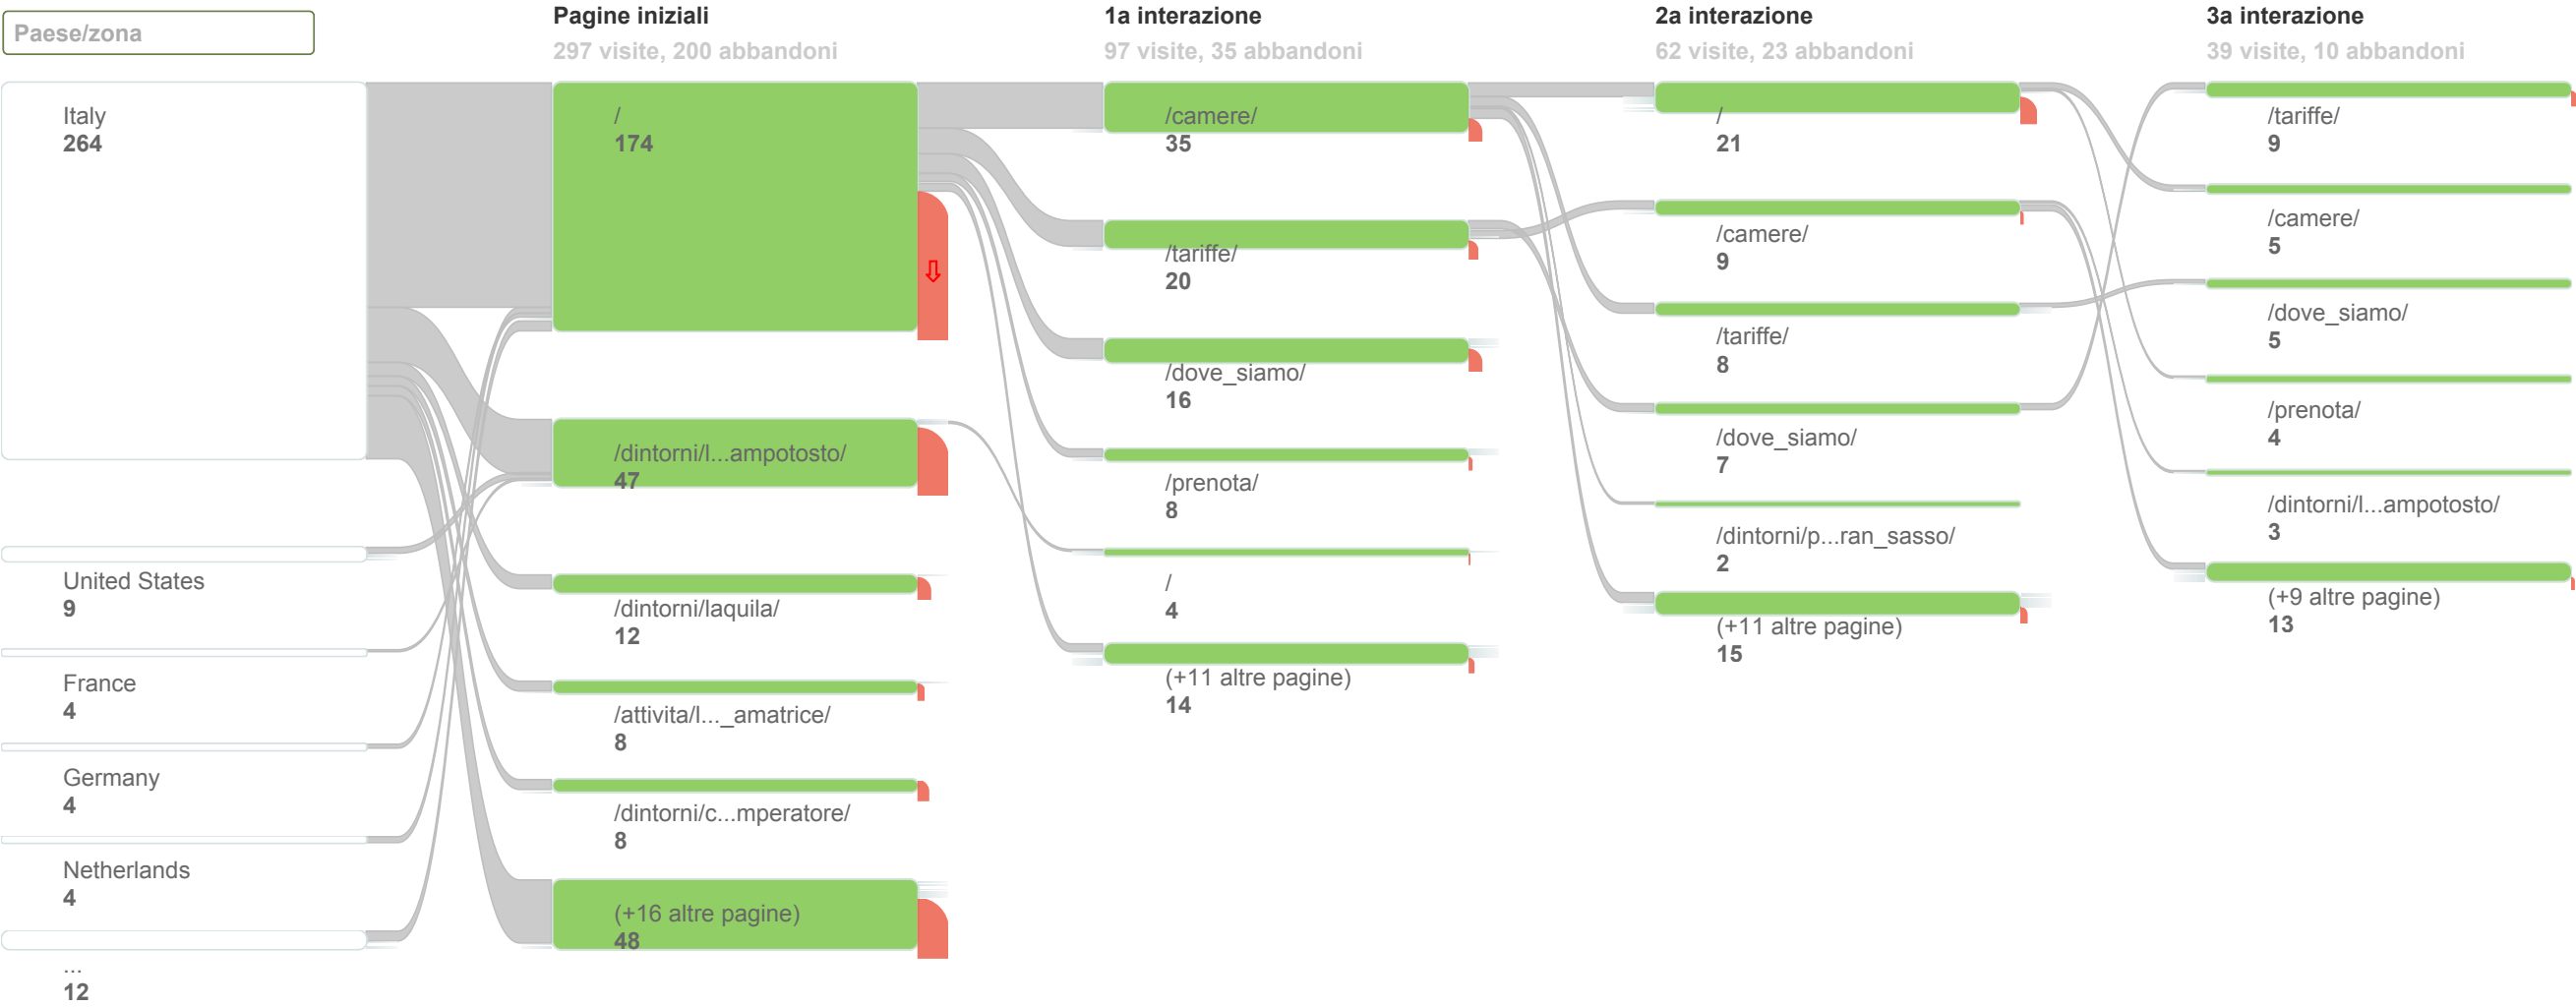 Paese/zona
Italy
264
United States
9
France
4
Germany
4
Netherlands
4
...
12
Pagine iniziali
297 visite, 200 abbandoni
/
174
/dintorni/l...ampotosto/
47
/dintorni/laquila/
12
/attivita/l..._amatrice/
8
/dintorni/c...mperatore/
8
(+16 altre pagine)
48
1a interazione
97 visite, 35 abbandoni
/camere/
35
/tariffe/
20
/dove_siamo/
16
/prenota/
8
/
4
(+11 altre pagine)
14
2a interazione
62 visite, 23 abbandoni
/
21
/camere/
9
/tariffe/
8
/dove_siamo/
7
/dintorni/p...ran_sasso/
2
(+11 altre pagine)
15
3a interazione
39 visite, 10 abbandoni
/tariffe/
9
/camere/
5
/dove_siamo/
5
/prenota/
4
/dintorni/l...ampotosto/
3
(+9 altre pagine)
13